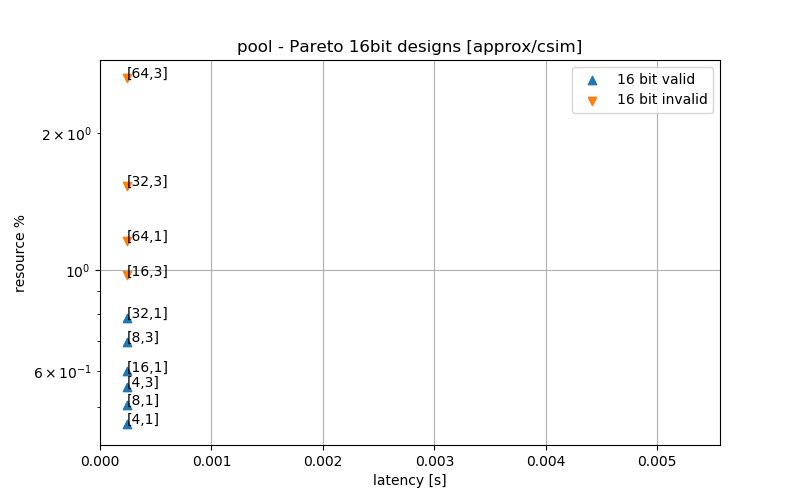 pool - Pareto 16bit designs [approx/csim]
16 bit valid
16 bit invalid
[64,3]
[32,3]
[64,1]
[16,3]
[32,1]
[8,3]
[16,1]
[4,3]
[8,1]
[4,1]
2 × 10⁰
10⁰
6 × 10⁻¹
resource %
0.000 0.001 0.002 0.003 0.004 0.005
latency [s]